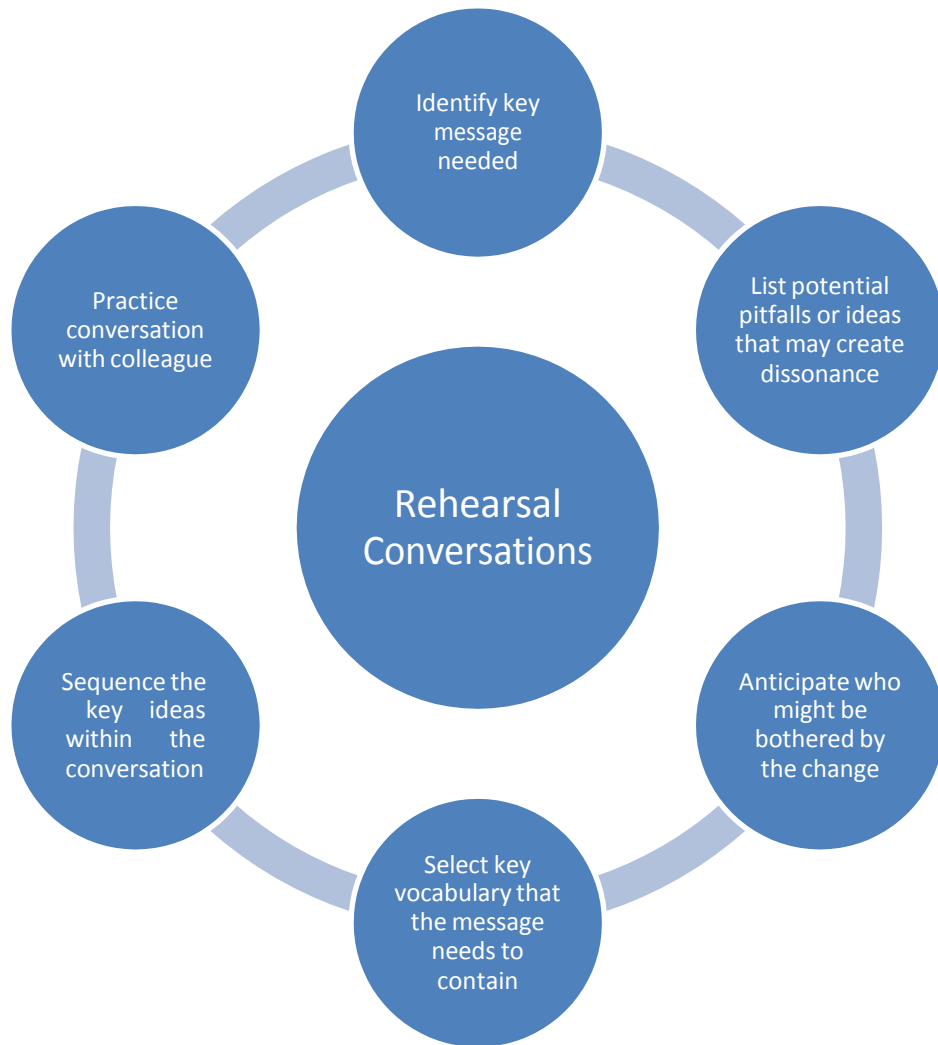 Identify key
message
needed
List potential
pitfalls or ideas
that may create
dissonance
Anticipate who
might be
bothered by
the change
Select key
vocabulary that
the message
needs to
contain
Sequence the
key ideas
within the
conversation
Practice
conversation
with colleague
Rehearsal
Conversations